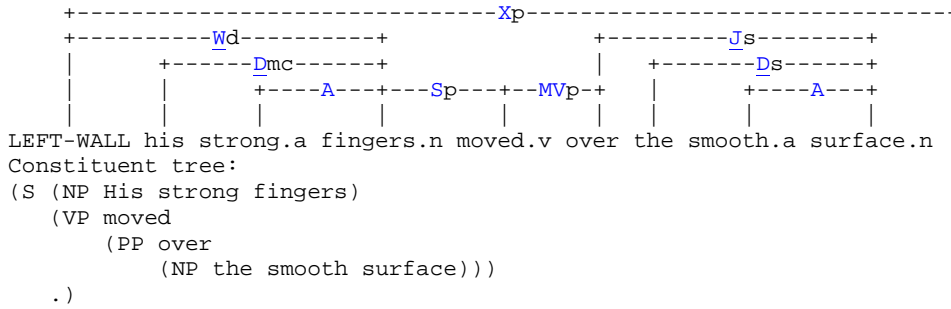 +---------------------------------------Xp---------------------------------------
+----------Wd----------+ +---------Js--------+
| +------Dmc------+ | +-------Ds------+
| | +----A---+---Sp---+--MVp-+ | +----A---+
| | | | | | | | |
LEFT-WALL his strong.a fingers.n moved.v over the smooth.a surface.n
Constituent tree:
(S (NP His strong fingers)
(VP moved
(PP over
(NP the smooth surface)))
.)